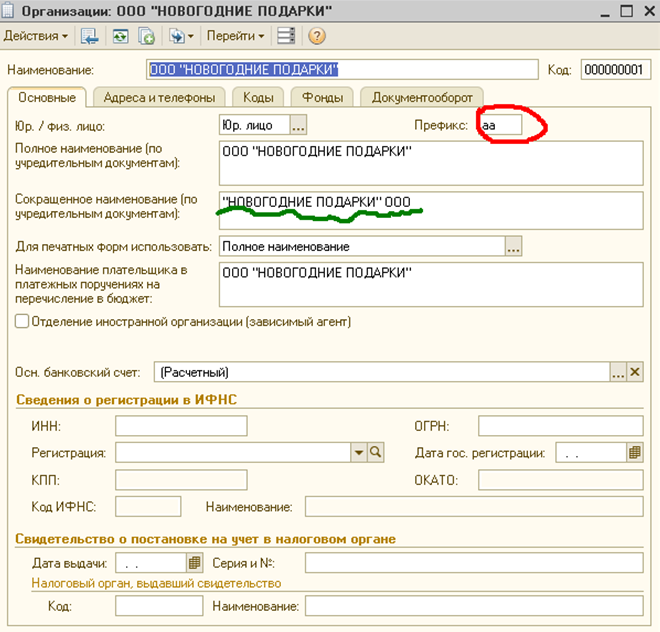 Организации: ООО "НОВОГОДНИЕ ПОДАРКИ"
Действия Перейти
Наименование: ООО "НОВОГОДНИЕ ПОДАРКИ" Код: 000000001
Основные Адреса и телефоны Коды Фонды Документооборот
Юр. / физ. лицо: Юр. лицо ... Префикс: аа
Полное наименование (по
учредительным документам):
ООО "НОВОГОДНИЕ ПОДАРКИ"
Сокращенное наименование (по
учредительным документам):
"НОВОГОДНИЕ ПОДАРКИ" ООО
Для печатных форм использовать: Полное наименование ...
Наименование плательщика в
платежных поручениях на
перечисление в бюджет:
ООО "НОВОГОДНИЕ ПОДАРКИ"
Отделение иностранной организации (зависимый агент)
Осн. банковский счет: (Расчетный) ...
Сведения о регистрации в ИФНС
ИНН: ОГРН:
Регистрация: Дата гос. регистрации: . .
КПП: ОКАТО:
Код ИФНС: Наименование:
Свидетельство о постановке на учет в налоговом органе
Дата выдачи: . . Серия и №:
Налоговый орган, выдавший свидетельство
Код: Наименование: